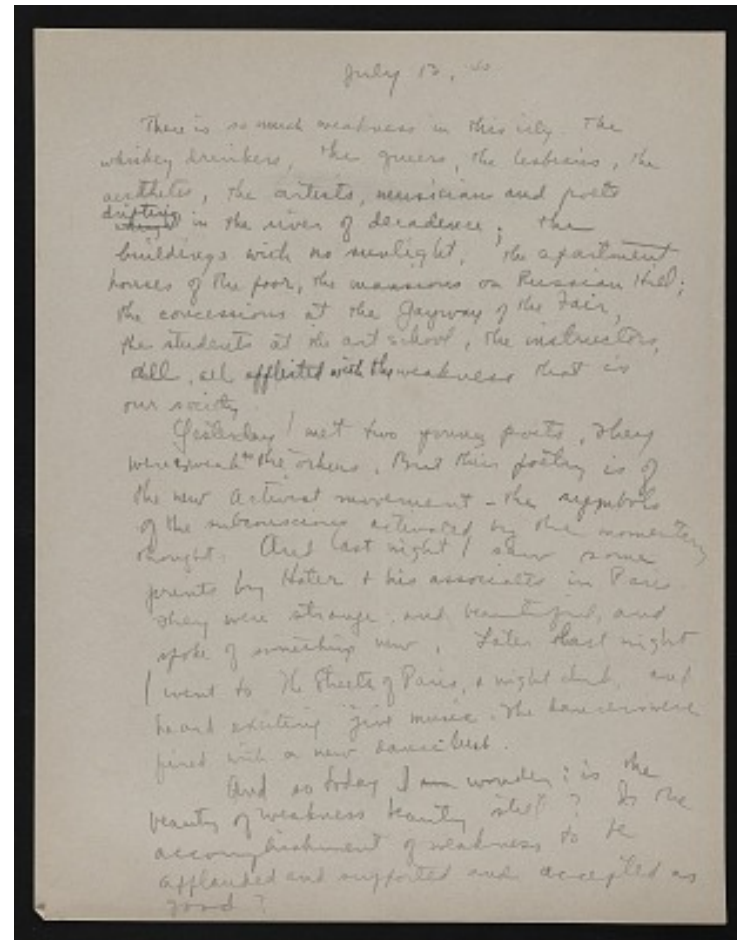 July 13, '40
There is so much weakness in this city. The
whiskey drinkers, the queers, the lesbians, the
aesthetes, the artists, musicians and poets
drifting in the river of decadence; the
buildings with no sunlight, the apartment
houses of the poor, the mansions on Russian Hill;
the concessions at the Gayway of the Fair,
the students at the art school, the instructors,
all, all afflicted with the weakness that is
our society.
Yesterday I met two young poets, They
were weak as the others. But their poetry is of
the new Activist movement - the symbols
of the subconscious activated by the momentary
thought. And last night I saw some
prints by Hater & his associates in Paris
They were strange and beautiful, and
spoke of something new. Later last night
I went to The Streets of Paris, a night club, and
heard exciting jive music. The dancers were
fired with a new dance
And so today I wonder: is the
beauty of weakness beauty still? Is the
accomplishment of weakness to be
applauded and supported and accepted as
good?